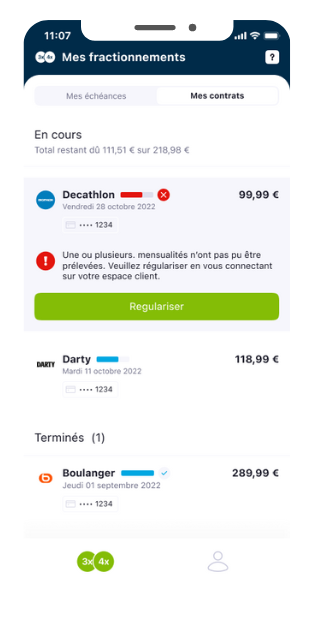 11:07
3x 4x Mes fractionnements ?
Mes échéances Mes contrats
En cours
Total restant dû 111,51 € sur 218,98 €
Decathlon 99,99 €
Vendredi 28 octobre 2022
•••• 1234
Une ou plusieurs. mensualités n'ont pas pu être
prélevées. Veuillez régulariser en vous connectant
sur votre espace client.
Regulariser
DARTY Darty 118,99 €
Mardi 11 octobre 2022
•••• 1234
Terminés (1)
Boulanger 289,99 €
Jeudi 01 septembre 2022
•••• 1234
3x 4x